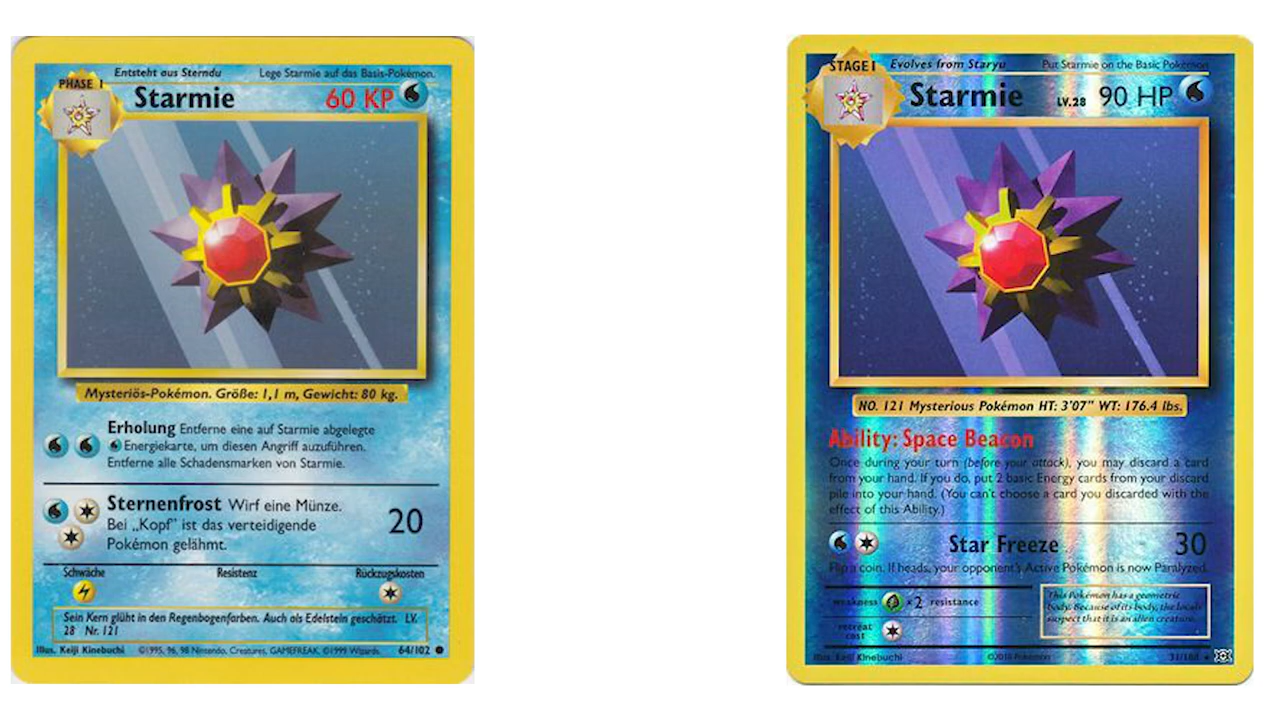 PHASE 1
Entsteht aus Sterndu
Lege Starmie auf das Basis-Pokémon.
Starmie
60 KP
Mysteriös-Pokémon. Größe: 1,1 m, Gewicht: 80 kg.
Erholung Entferne eine auf Starmie abgelegte
Energiekarte, um diesen Angriff auzuführen.
Entferne alle Schadensmarken von Starmie.
Sternenfrost Wirf eine Münze.
Bei „Kopf” ist das verteidigende
Pokémon gelähmt.
20
Schwäche
Resistenz
Rückzugskosten
Sein Kern glüht in den Regenbogenfarben. Auch als Edelstein geschätzt. LV.
28 Nr. 121
Illus. Keiji Kinebuchi
©1995, 96, 98 Nintendo, Creatures, GAMEFREAK. ©1999 Wizards.
64/102
STAGE 1
Evolves from Staryu
Put Starmie on the Basic Pokémon
Starmie
LV.28
90 HP
NO. 121 Mysterious Pokémon HT: 3'07" WT: 176.4 lbs.
Ability: Space Beacon
Once during your turn (before your attack), you may discard a card
from your hand. If you do, put 2 basic Energy cards from your discard
pile into your hand. (You can't choose a card you discarded with the
effect of this Ability.)
Star Freeze
30
Flip a coin. If heads, your opponent's Active Pokémon is now Paralyzed.
weakness
×2
resistance
retreat
cost
This Pokémon has a geometric
body. Because of its body, the locals
suspect that it is an alien creature.
Illus. Keiji Kinebuchi
©2016 Pokémon
31/108